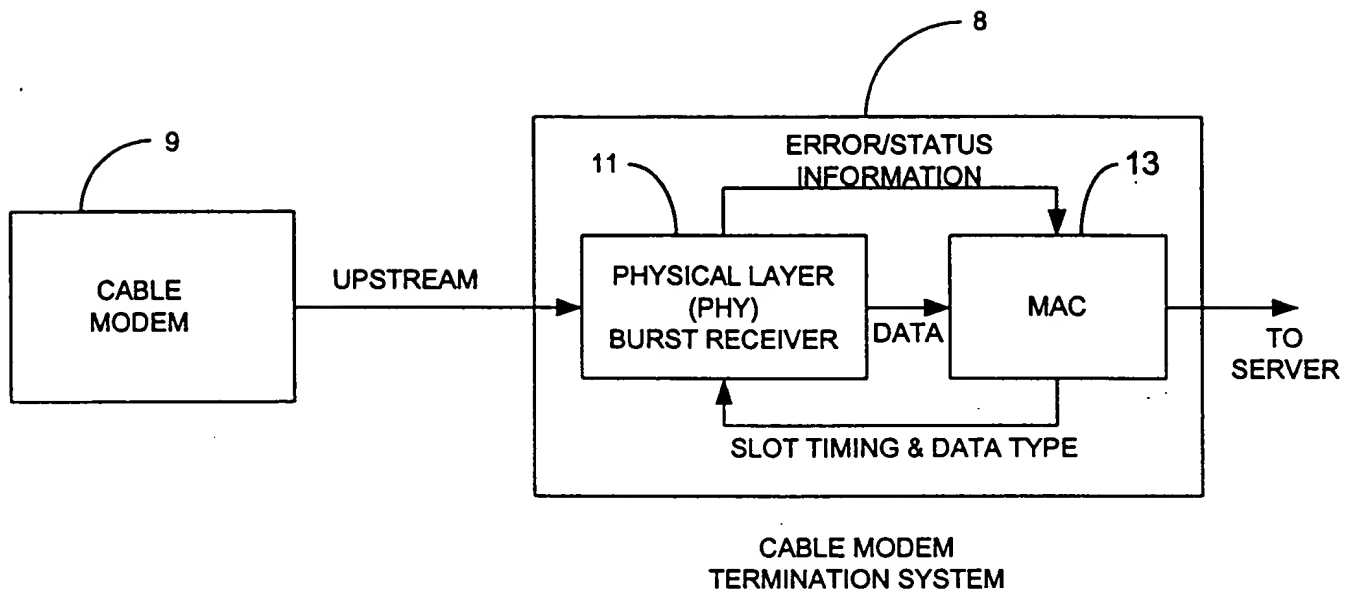 8
9
ERROR/STATUS
INFORMATION
11
13
CABLE
MODEM
UPSTREAM
PHYSICAL LAYER
(PHY)
BURST RECEIVER
DATA
MAC
TO
SERVER
SLOT TIMING & DATA TYPE
CABLE MODEM
TERMINATION SYSTEM